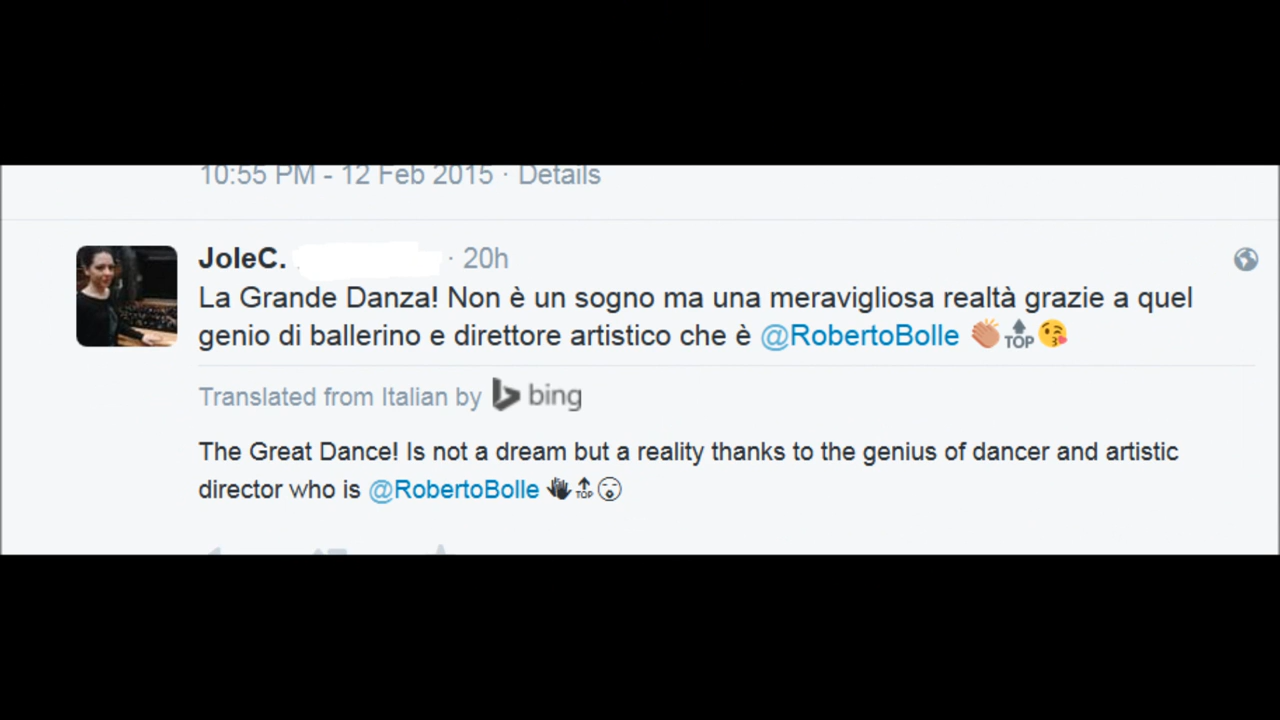 10:55 PM - 12 Feb 2015 · Details
JoleC. · 20h
La Grande Danza! Non è un sogno ma una meravigliosa realtà grazie a quel
genio di ballerino e direttore artistico che è @RobertoBolle 👏🔝😘
Translated from Italian by bing
The Great Dance! Is not a dream but a reality thanks to the genius of dancer and artistic
director who is @RobertoBolle 👏🔝😘